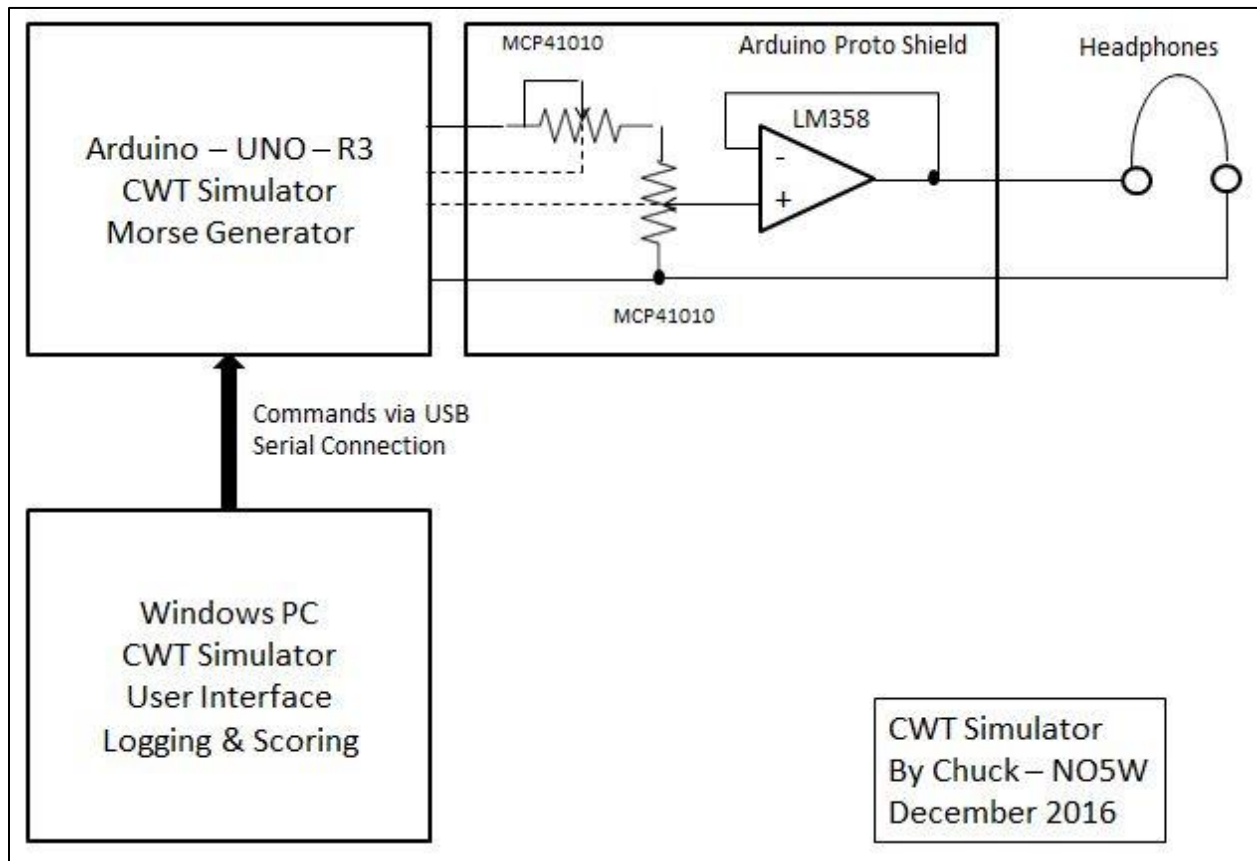 MCP41010
Arduino Proto Shield
Headphones
LM358
-
+
Arduino – UNO – R3
CWT Simulator
Morse Generator
MCP41010
Commands via USB
Serial Connection
Windows PC
CWT Simulator
User Interface
Logging & Scoring
CWT Simulator
By Chuck – NO5W
December 2016